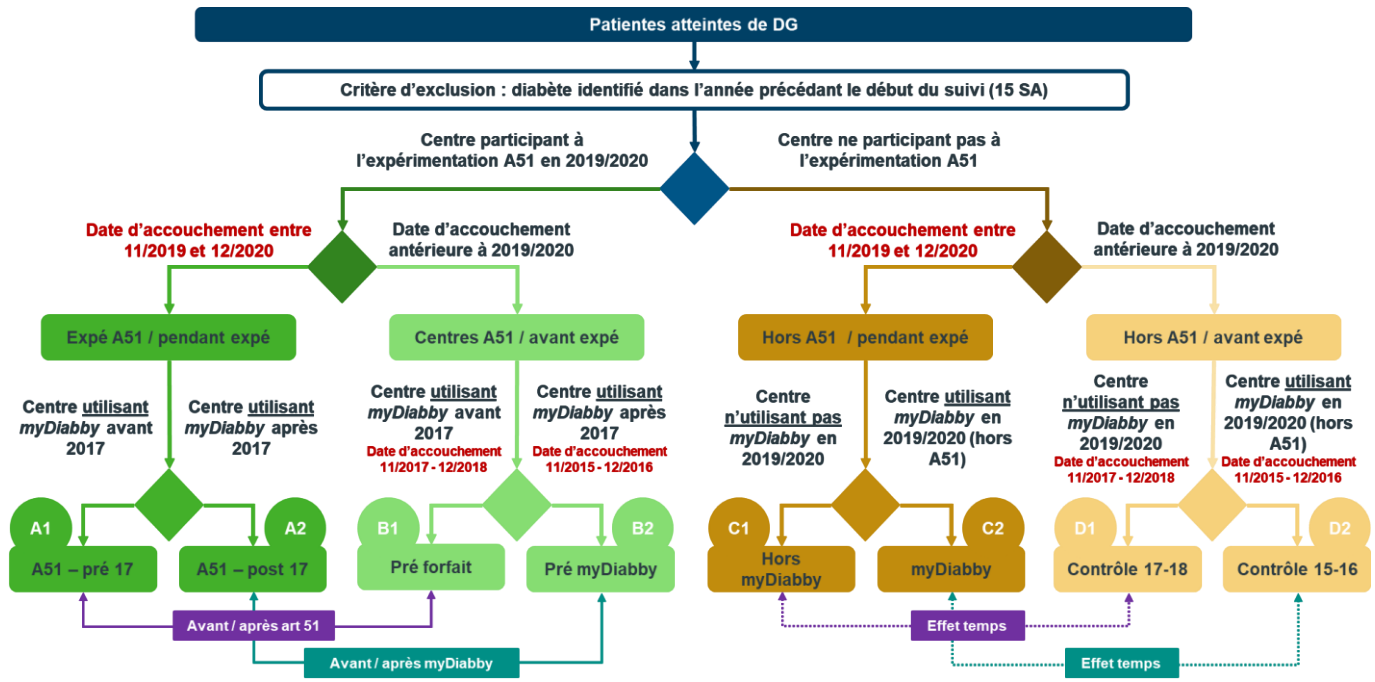 Patientes atteintes de DG
Critère d’exclusion : diabète identifié dans l’année précédant le début du suivi (15 SA)
Centre participant à
l’expérimentation A51 en 2019/2020
Centre ne participant pas à
l’expérimentation A51
Date d’accouchement entre
11/2019 et 12/2020
Date d’accouchement
antérieure à 2019/2020
Date d’accouchement entre
11/2019 et 12/2020
Date d’accouchement
antérieure à 2019/2020
Expé A51 / pendant expé
Centres A51 / avant expé
Hors A51  / pendant expé
Hors A51 / avant expé
Centre utilisant
myDiabby avant
2017
Centre utilisant
myDiabby après
2017
Centre utilisant
myDiabby avant
2017
Date d’accouchement
11/2017 - 12/2018
Centre utilisant
myDiabby après
2017
Date d’accouchement
11/2015 - 12/2016
Centre
n’utilisant pas
myDiabby en
2019/2020
Centre utilisant
myDiabby en
2019/2020 (hors
A51)
Centre
n’utilisant pas
myDiabby en
2019/2020
Date d’accouchement
11/2017 - 12/2018
Centre utilisant
myDiabby en
2019/2020 (hors
A51)
Date d’accouchement
11/2015 - 12/2016
A1
A51 – pré 17
A2
A51 – post 17
B1
Pré forfait
B2
Pré myDiabby
C1
Hors
myDiabby
C2
myDiabby
D1
Contrôle 17-18
D2
Contrôle 15-16
Avant / après art 51
Effet temps
Avant / après myDiabby
Effet temps